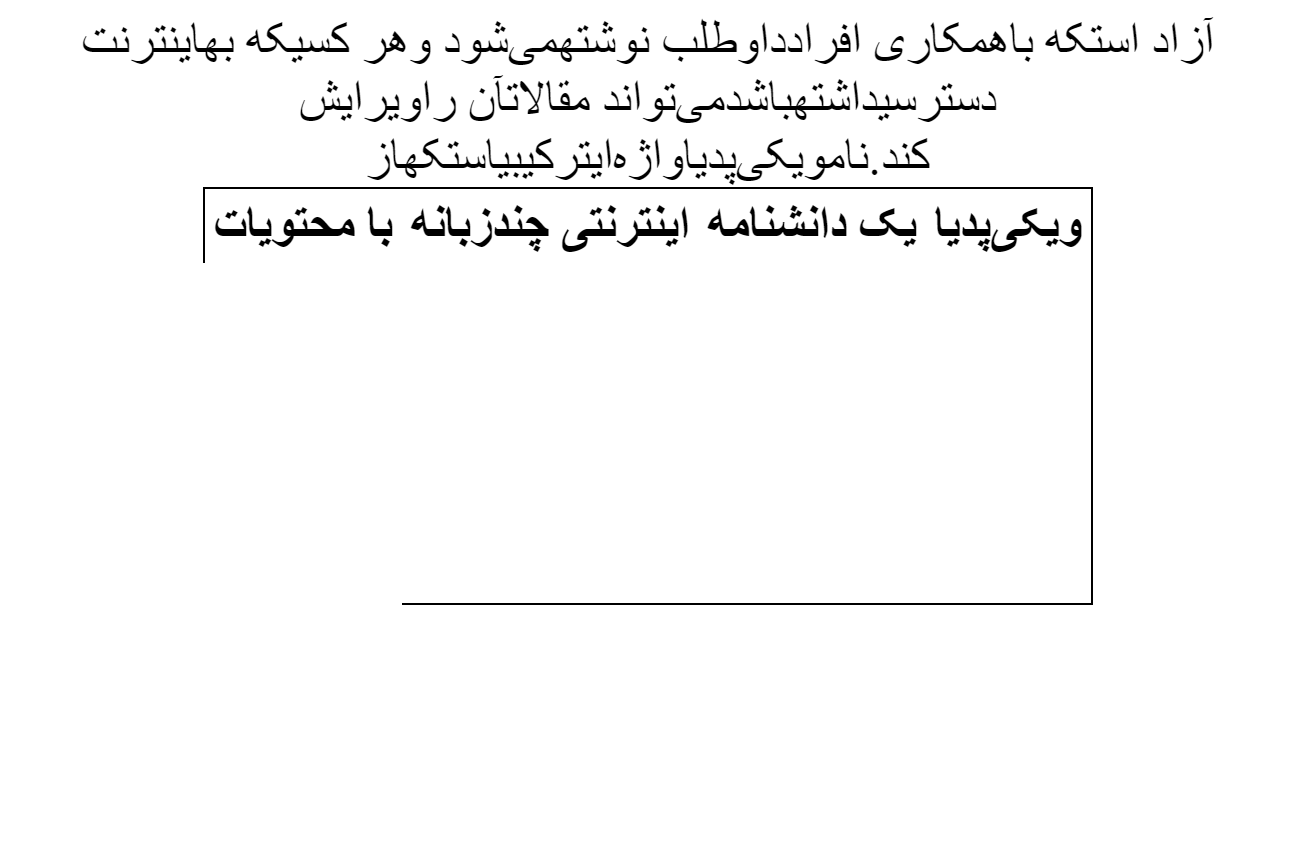 آزاد استکه باهمکاری افرادداوطلب نوشتهمی‌شود وهر کسیکه بهاینترنت
دسترسیداشتهباشدمی‌تواند مقالاتآن راویرایش
کند.نامویکی‌پدیاواژه‌ایترکیبیاستکهاز
ویکی‌پدیا یک دانشنامه اینترنتی چندزبانه با محتویات